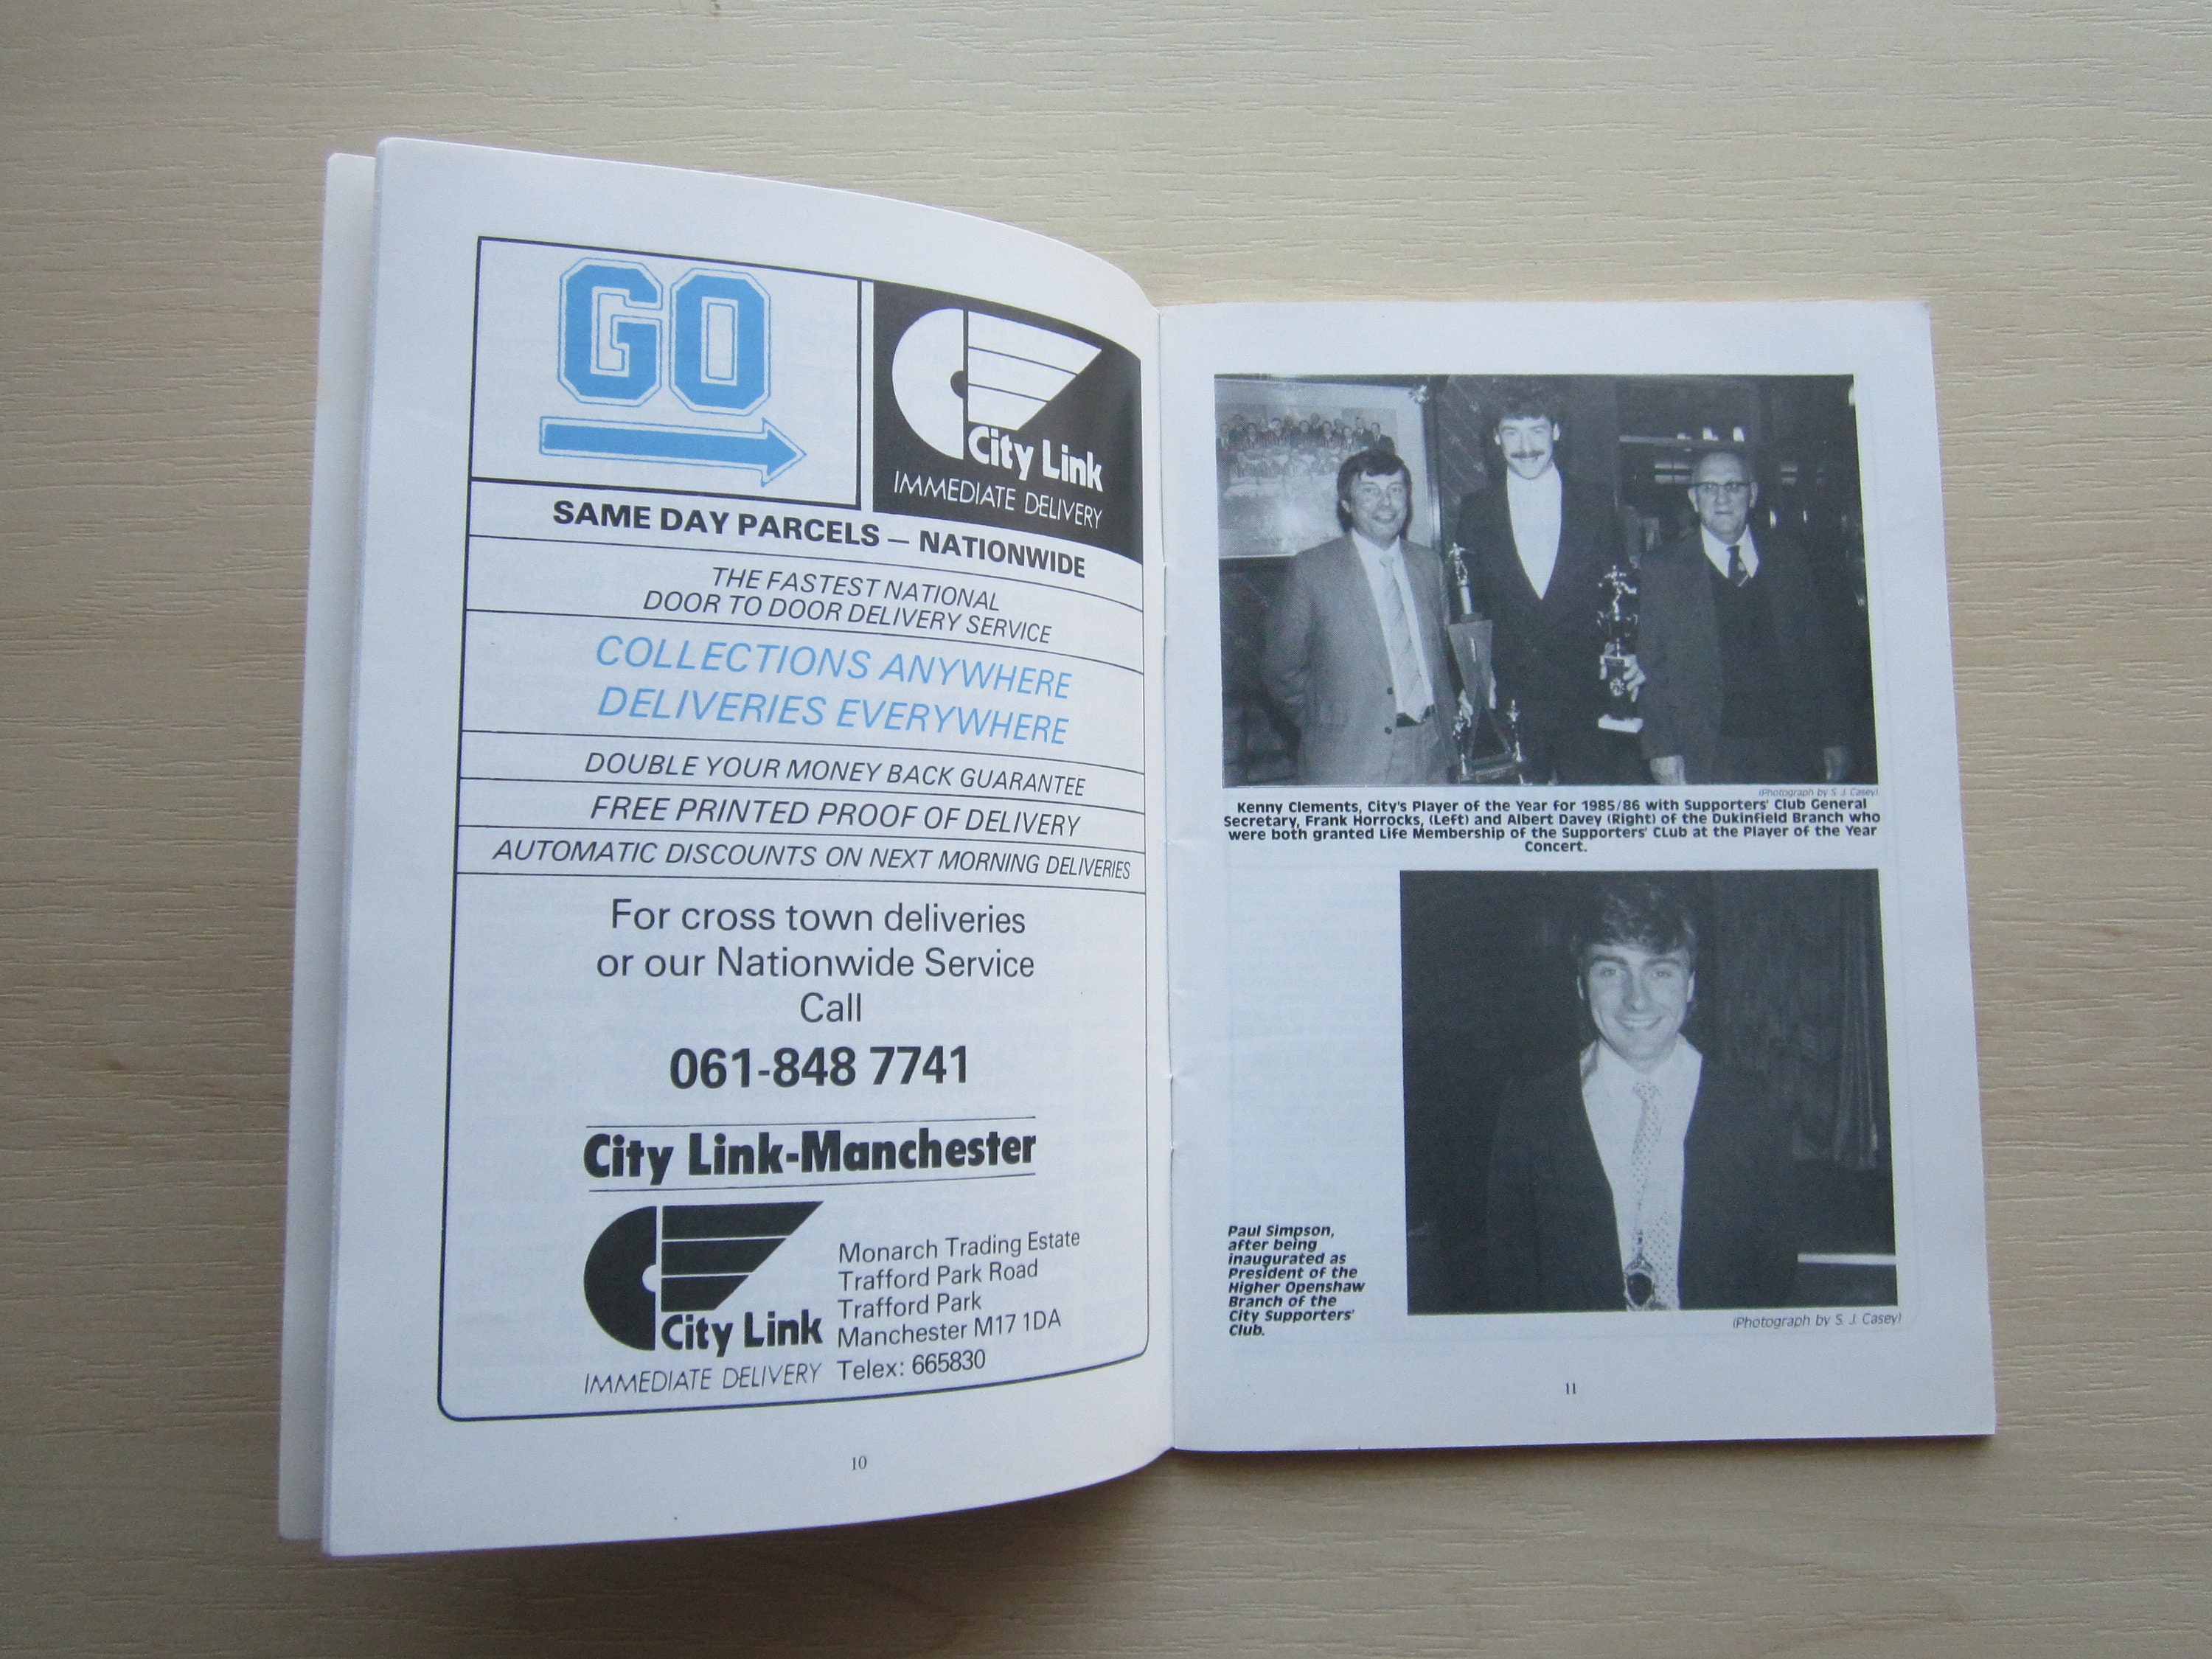 GO
City Link
IMMEDIATE DELIVERY
SAME DAY PARCELS – NATIONWIDE
THE FASTEST NATIONAL
DOOR TO DOOR DELIVERY SERVICE
COLLECTIONS ANYWHERE
DELIVERIES EVERYWHERE
DOUBLE YOUR MONEY BACK GUARANTEE
FREE PRINTED PROOF OF DELIVERY
AUTOMATIC DISCOUNTS ON NEXT MORNING DELIVERIES
For cross town deliveries
or our Nationwide Service
Call
061-848 7741
City Link-Manchester
City Link
IMMEDIATE DELIVERY
Monarch Trading Estate
Trafford Park Road
Trafford Park
Manchester M17 1DA
Telex: 665830
10
(Photograph by S. J. Casey).
Kenny Clements, City's Player of the Year for 1985/86 with Supporters' Club General
Secretary, Frank Horrocks, (Left) and Albert Davey (Right) of the Dukinfield Branch who
were both granted Life Membership of the Supporters' CLub at the Player of the Year
Concert.
Paul Simpson,
after being
inaugurated as
President of the
Higher Openshaw
Branch of the
City Supporters'
Club.
(Photograph by S. J. Casey)
11